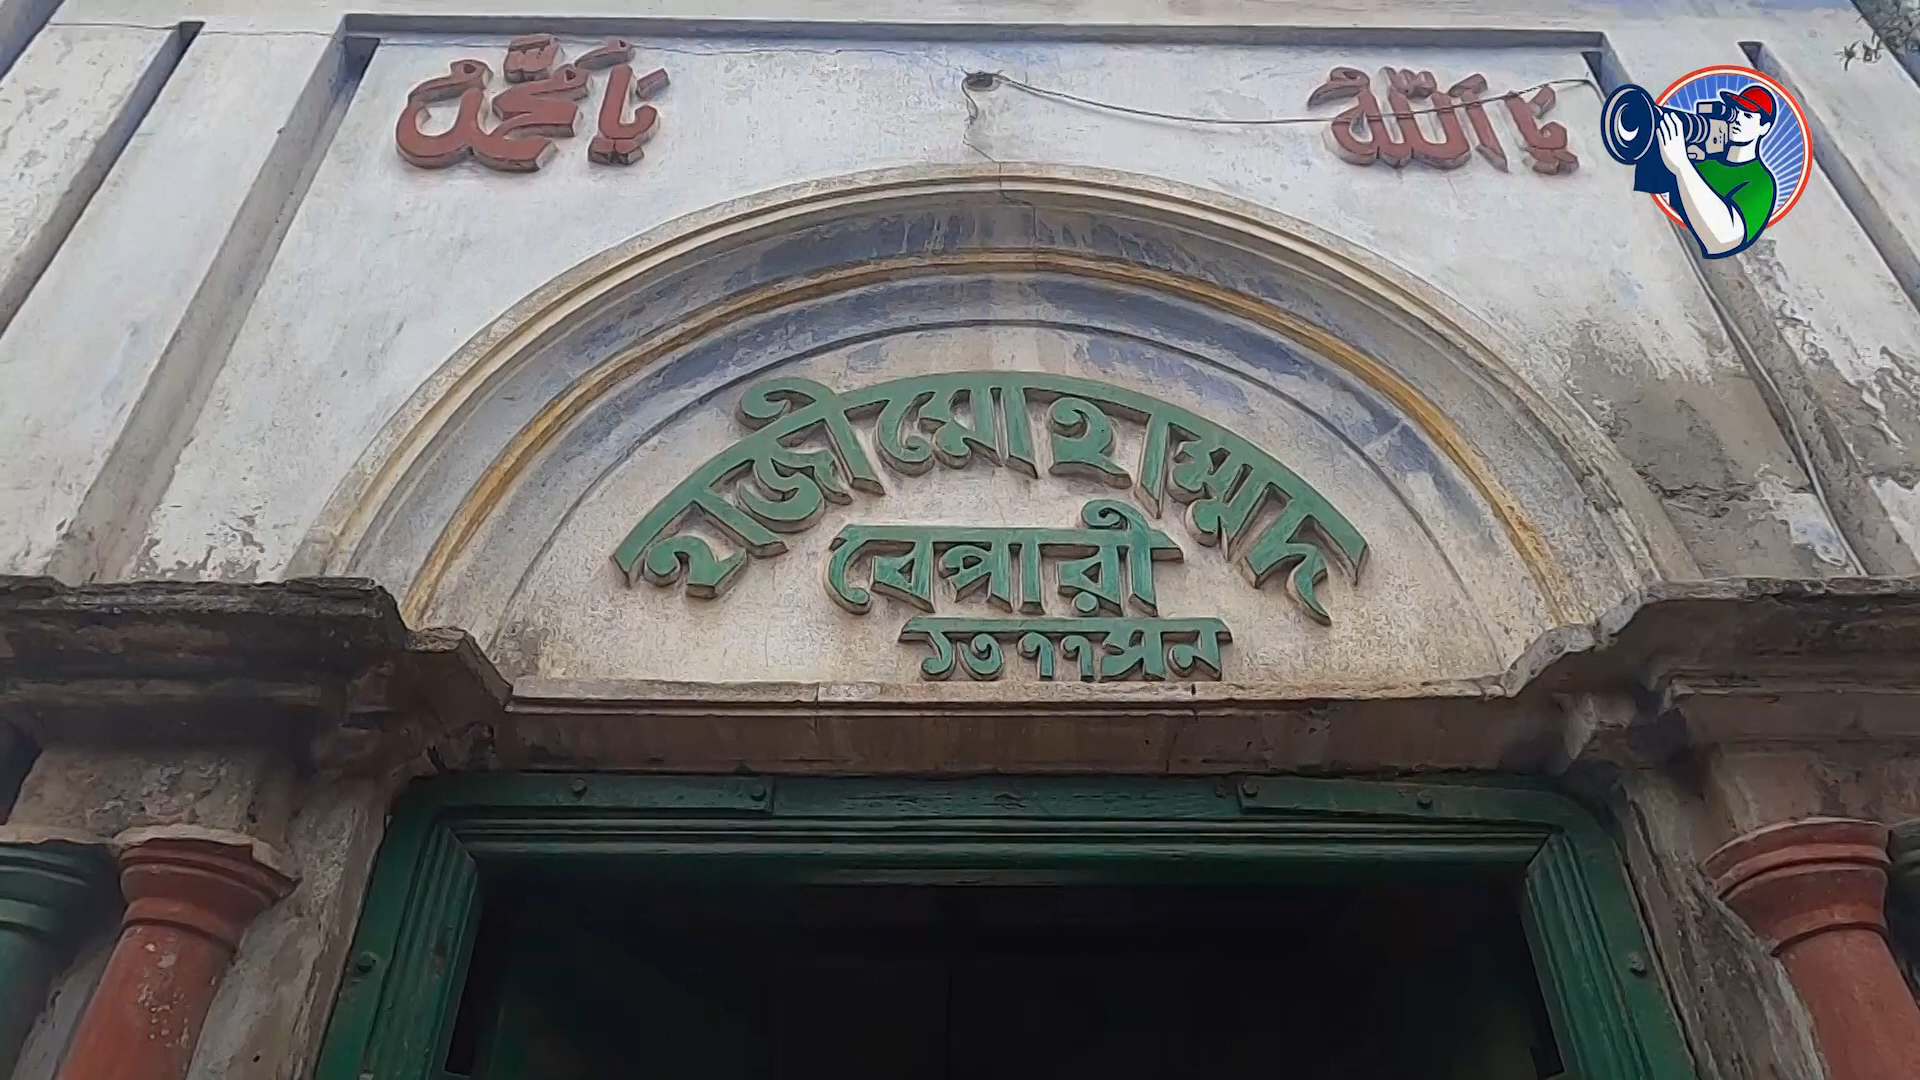 يا الله
يا محمد
হাজী মোহাম্মদ
বেপারী
১৩৭৭ সন